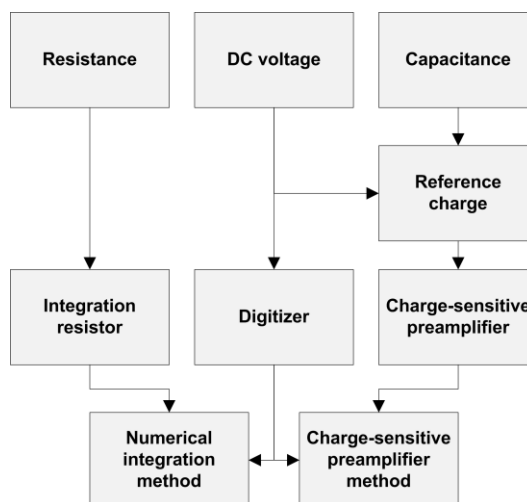 Resistance
DC voltage
Capacitance
Reference
charge
Integration
resistor
Digitizer
Charge-sensitive
preamplifier
Numerical
integration
method
Charge-sensitive
preamplifier
method